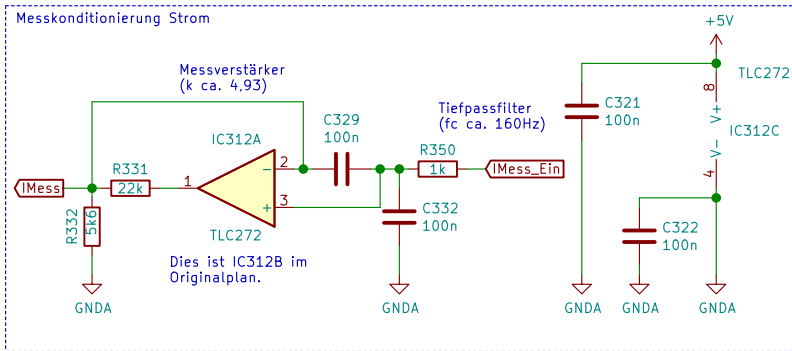 Messkonditionierung Strom
+5V
Messverstärker
(k ca. 4,93)
TLC272
8
V+
C321
100n
Tiefpassfilter
(fc ca. 160Hz)
C329
100n
IC312A
IC312C
V-
4
R331
22k
1
2
-
3
+
R350
1k
IMess_Ein
IMess
R332
5k6
C332
100n
TLC272
C322
100n
Dies ist IC312B im
Originalplan.
GNDA
GNDA
GNDA
GNDA
GNDA